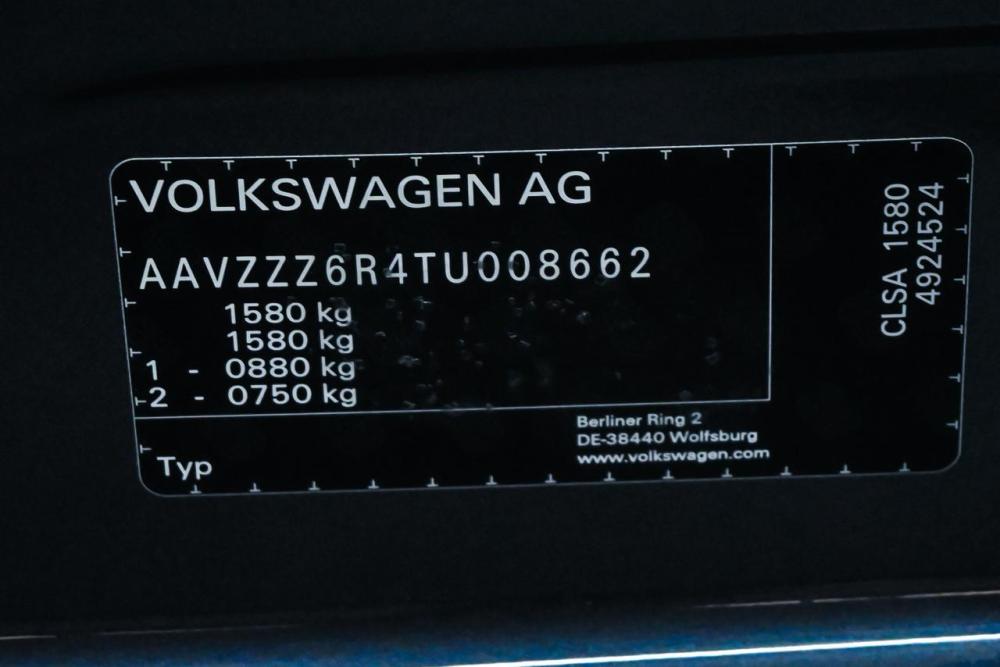 VOLKSWAGEN AG
AAVZZZ6R4TU008662
1580 kg
1580 kg
1 - 0880 kg
2 - 0750 kg
Typ
Berliner Ring 2
DE-38440 Wolfsburg
www.volkswagen.com
CLSA 1580
4924524